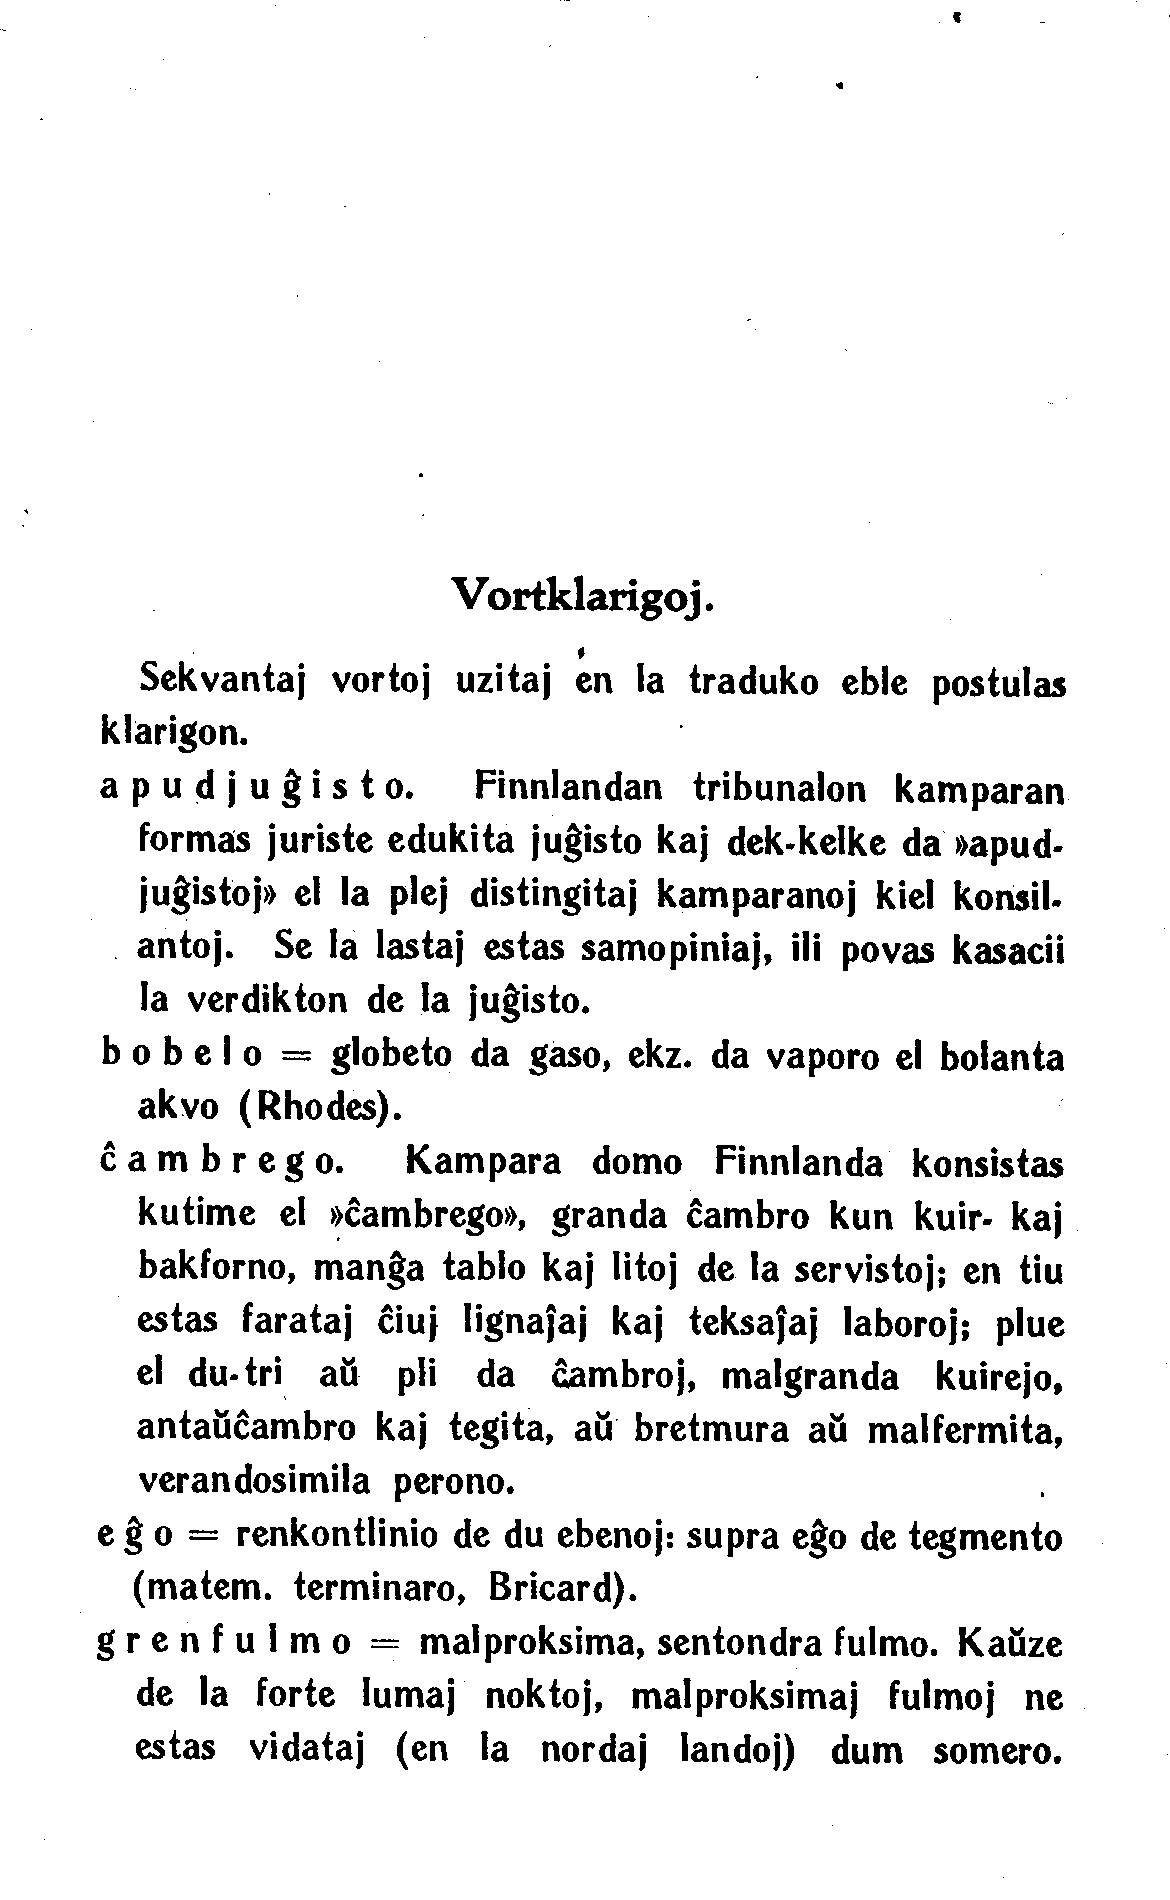 Vortklarigoj.
Sekvantaj vortoj uzitaj en la traduko eble postulas
klarigon.
apudjuĝisto. Finnlandan tribunalon kamparan
formas juriste edukita juĝisto kaj dek-kelke da »apud-
juĝistoj» el la plej distingitaj kamparanoj kiel konsil-
antoj. Se la lastaj estas samopiniaj, ili povas kasacii
la verdikton de la juĝisto.
bobelo = globeto da gaso, ekz. da vaporo el bolanta
akvo (Rhodes).
ĉambrego. Kampara domo Finnlanda konsistas
kutime el »ĉambrego», granda ĉambro kun kuir- kaj
bakforno, manĝa tablo kaj litoj de la servistoj; en tiu
estas farataj ĉiuj lignaĵaj kaj teksaĵaj laboroj; plue
el du-tri aŭ pli da ĉambroj, malgranda kuirejo,
antaŭĉambro kaj tegita, aŭ bretmura aŭ malfermita,
verandosimila perono.
eĝo = renkontlinio de du ebenoj: supra eĝo de tegmento
(matem. terminaro, Bricard).
grenfulmo = malproksima, sentondra fulmo. Kaŭze
de la forte lumaj noktoj, malproksimaj fulmoj ne
estas vidataj (en la nordaj landoj) dum somero.